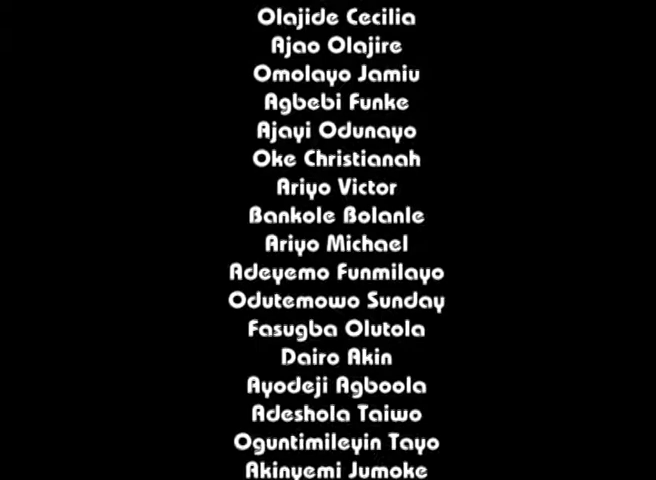 Olajide Cecilia
Ajao Olajire
Omolayo Jamiu
Agbebi Funke
Ajayi Odunayo
Oke Christianah
Ariyo Victor
Bankole Bolanle
Ariyo Michael
Adeyemo Funmilayo
Odutemowo Sunday
Fasugba Olutola
Dairo Akin
Ayodeji Agboola
Adeshola Taiwo
Oguntimileyin Tayo
Akinyemi Jumoke